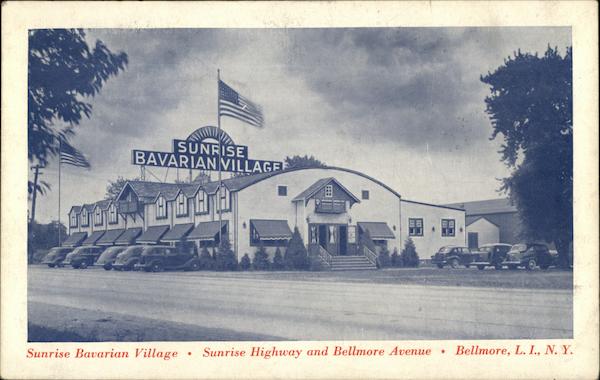 SUNRISE
BAVARIAN VILLAGE
Sunrise Bavarian Village • Sunrise Highway and Bellmore Avenue • Bellmore, L. I., N. Y.